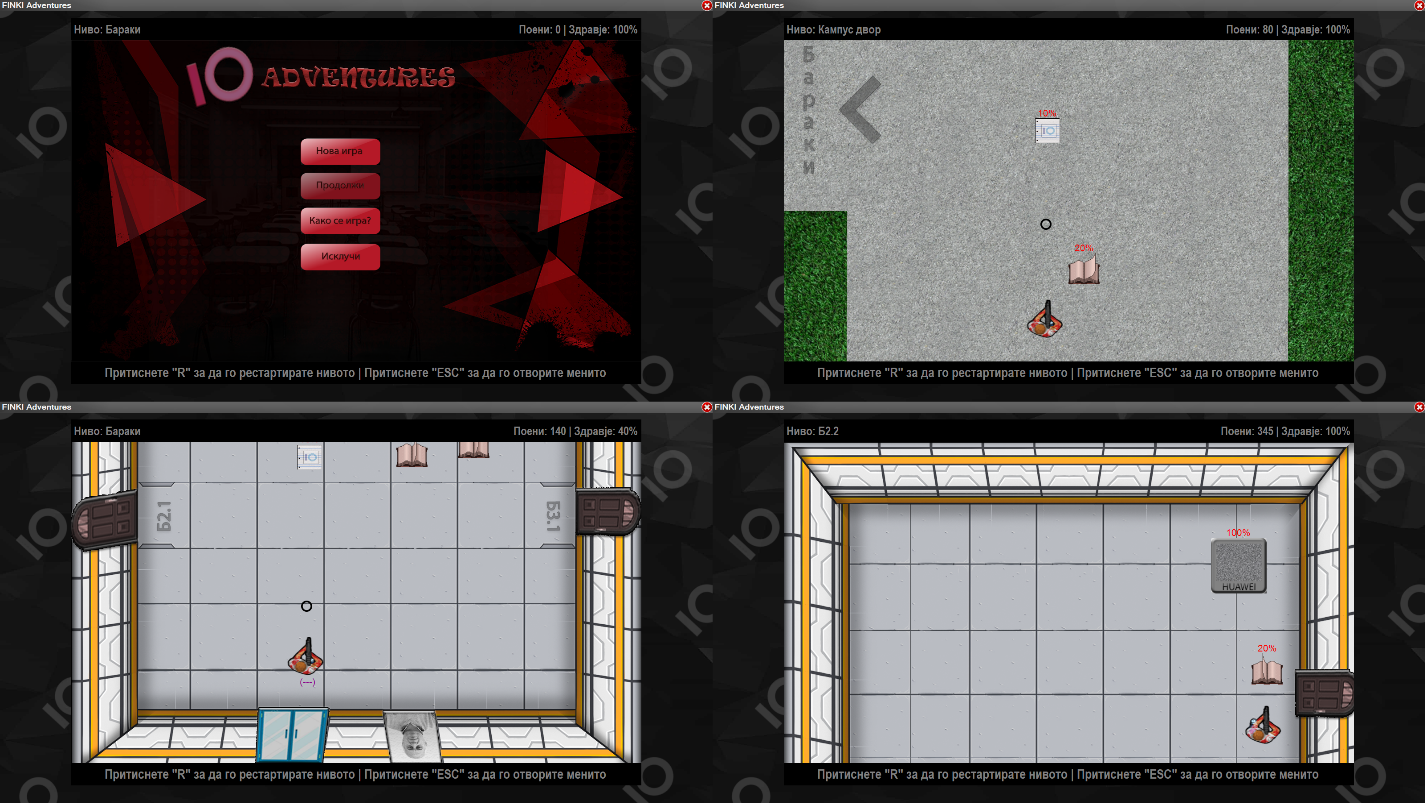 FINKI Adventures
Ниво: Бараки
Поени: 0 | Здравје: 100%
IO ADVENTURES
Нова игра
Продолжи
Како се игра?
Исклучи
Притиснете "R" за да го рестартирате нивото | Притиснете "ESC" за да го отворите менито
FINKI Adventures
Ниво: Кампус двор
Поени: 80 | Здравје: 100%
Бараки
10%
IO
20%
Притиснете "R" за да го рестартирате нивото | Притиснете "ESC" за да го отворите менито
FINKI Adventures
Ниво: Бараки
Поени: 140 | Здравје: 40%
IO
Б2.1
Б3.1
(---)
Притиснете "R" за да го рестартирате нивото | Притиснете "ESC" за да го отворите менито
FINKI Adventures
Ниво: Б2.2
Поени: 345 | Здравје: 100%
100%
HUAWEI
20%
Притиснете "R" за да го рестартирате нивото | Притиснете "ESC" за да го отворите менито